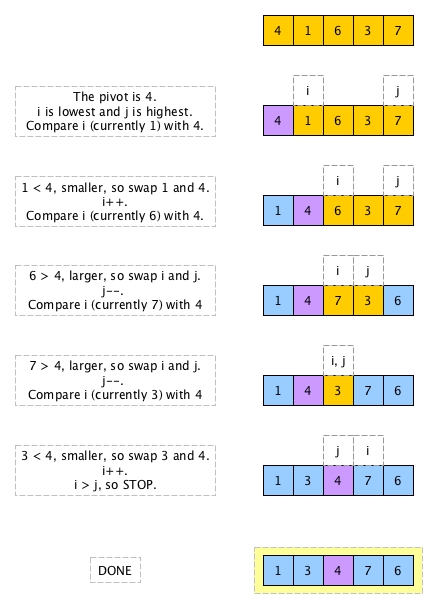 4 1 6 3 7
i j
The pivot is 4.
i is lowest and j is highest.
Compare i (currently 1) with 4.
4 1 6 3 7
i j
1 < 4, smaller, so swap 1 and 4.
i++.
Compare i (currently 6) with 4.
1 4 6 3 7
i j
6 > 4, larger, so swap i and j.
j--.
Compare i (currently 7) with 4
1 4 7 3 6
i, j
7 > 4, larger, so swap i and j.
j--.
Compare i (currently 3) with 4
1 4 3 7 6
j i
3 < 4, smaller, so swap 3 and 4.
i++.
i > j, so STOP.
1 3 4 7 6
DONE
1 3 4 7 6